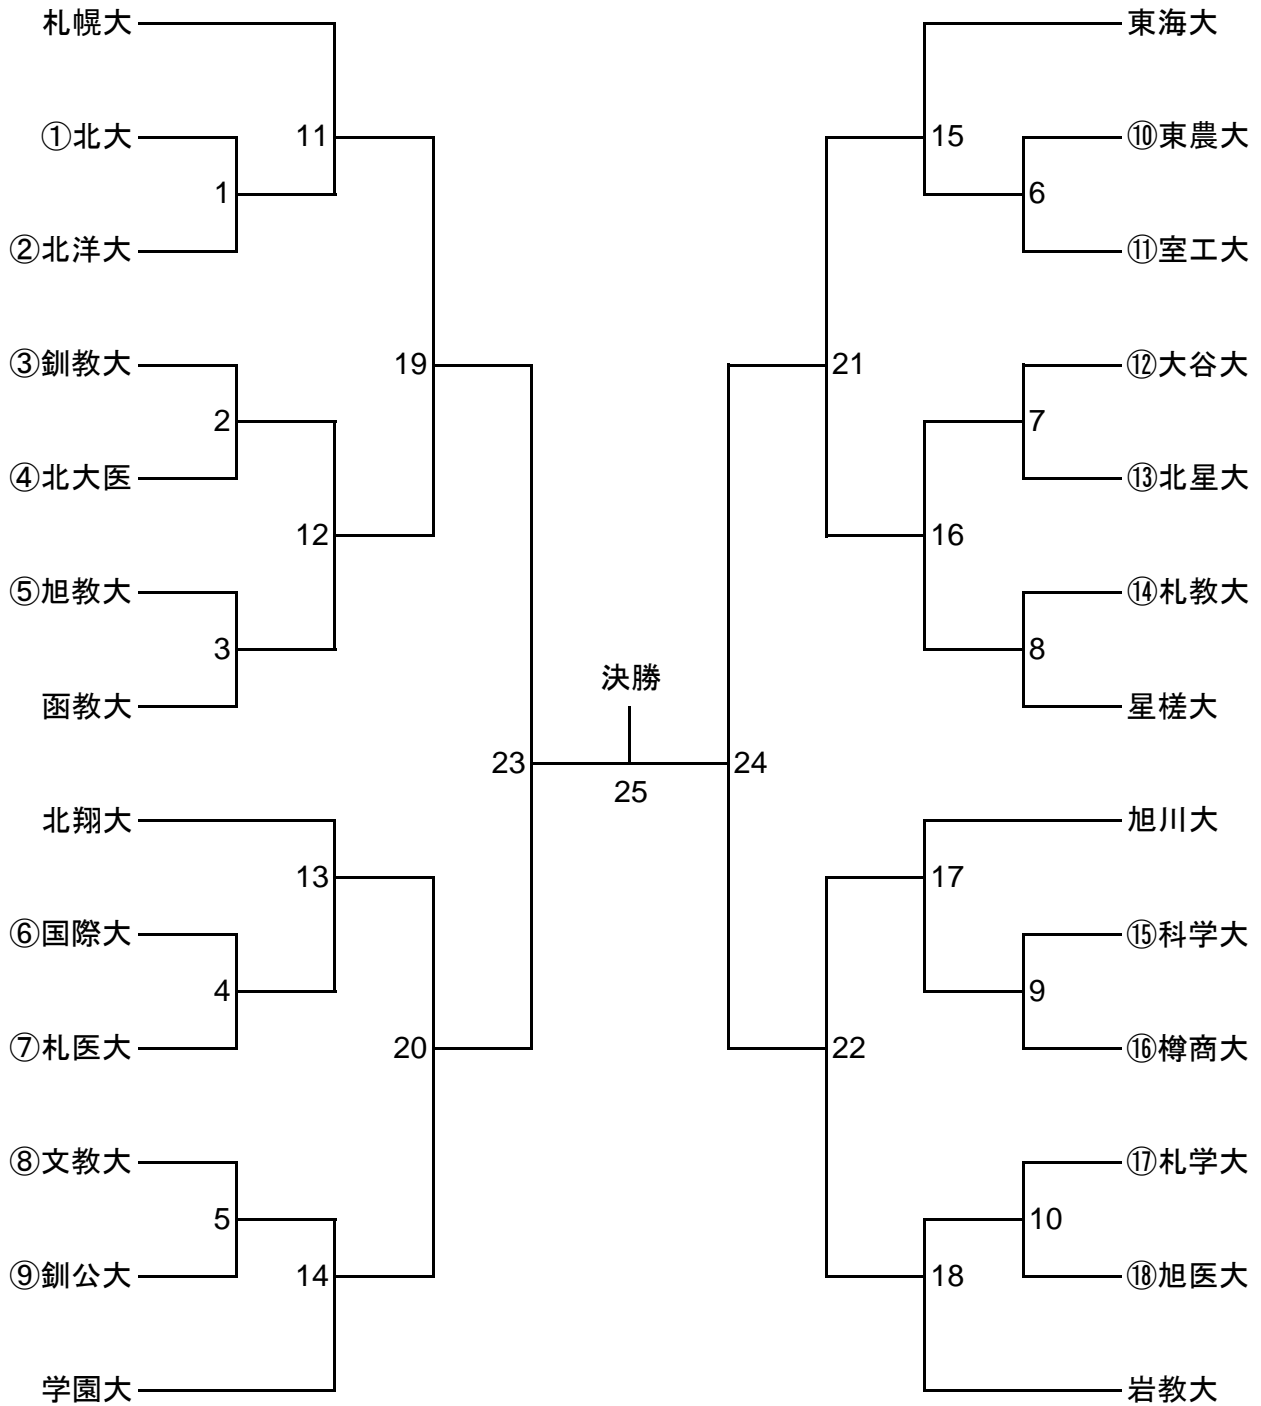 札幌大
①北大
11
1
②北洋大
③釧教大
19
2
④北大医
12
⑤旭教大
3
函教大
23
北翔大
13
⑥国際大
4
⑦札医大
20
⑧文教大
5
⑨釧公大
14
学園大
決勝
25
東海大
15
⑩東農大
6
⑪室工大
21
⑫大谷大
7
⑬北星大
16
⑭札教大
8
星槎大
24
旭川大
17
⑮科学大
9
⑯樽商大
22
⑰札学大
10
⑱旭医大
18
岩教大